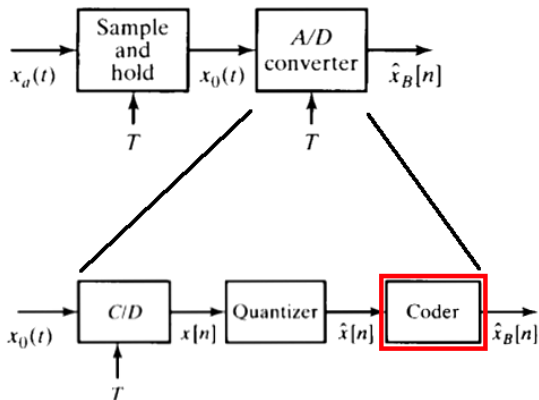 Sample
and
hold
A/D
converter
x_a(t)
x_0(t)
x̂_B[n]
T
T
C/D
Quantizer
Coder
x_0(t)
x[n]
x̂[n]
x̂_B[n]
T